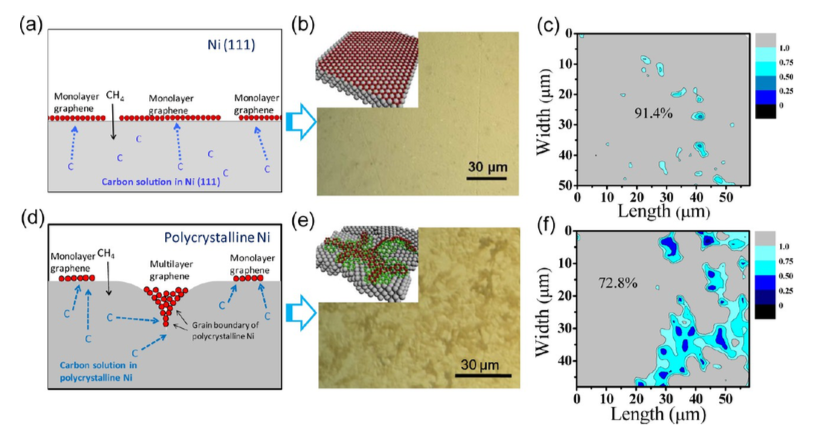 (a)
Ni (111)
Monolayer
graphene
CH4
Monolayer
graphene
Monolayer
graphene
C
C
C
C
C
C
Carbon solution in Ni (111)
(b)
30 µm
(c)
Width (µm)
0
10
20
30
40
50
91.4%
0 10 20 30 40 50
Length (µm)
1.0
0.75
0.50
0.25
0
(d)
Polycrystalline Ni
Monolayer
graphene
CH4
Multilayer
graphene
Monolayer
graphene
C
C
C
C
C
Grain boundary of
polycrystalline Ni
Carbon solution in
polycrystalline Ni
(e)
30 µm
(f)
Width (µm)
0
10
20
30
40
72.8%
0 10 20 30 40 50
Length (µm)
1.0
0.75
0.50
0.25
0